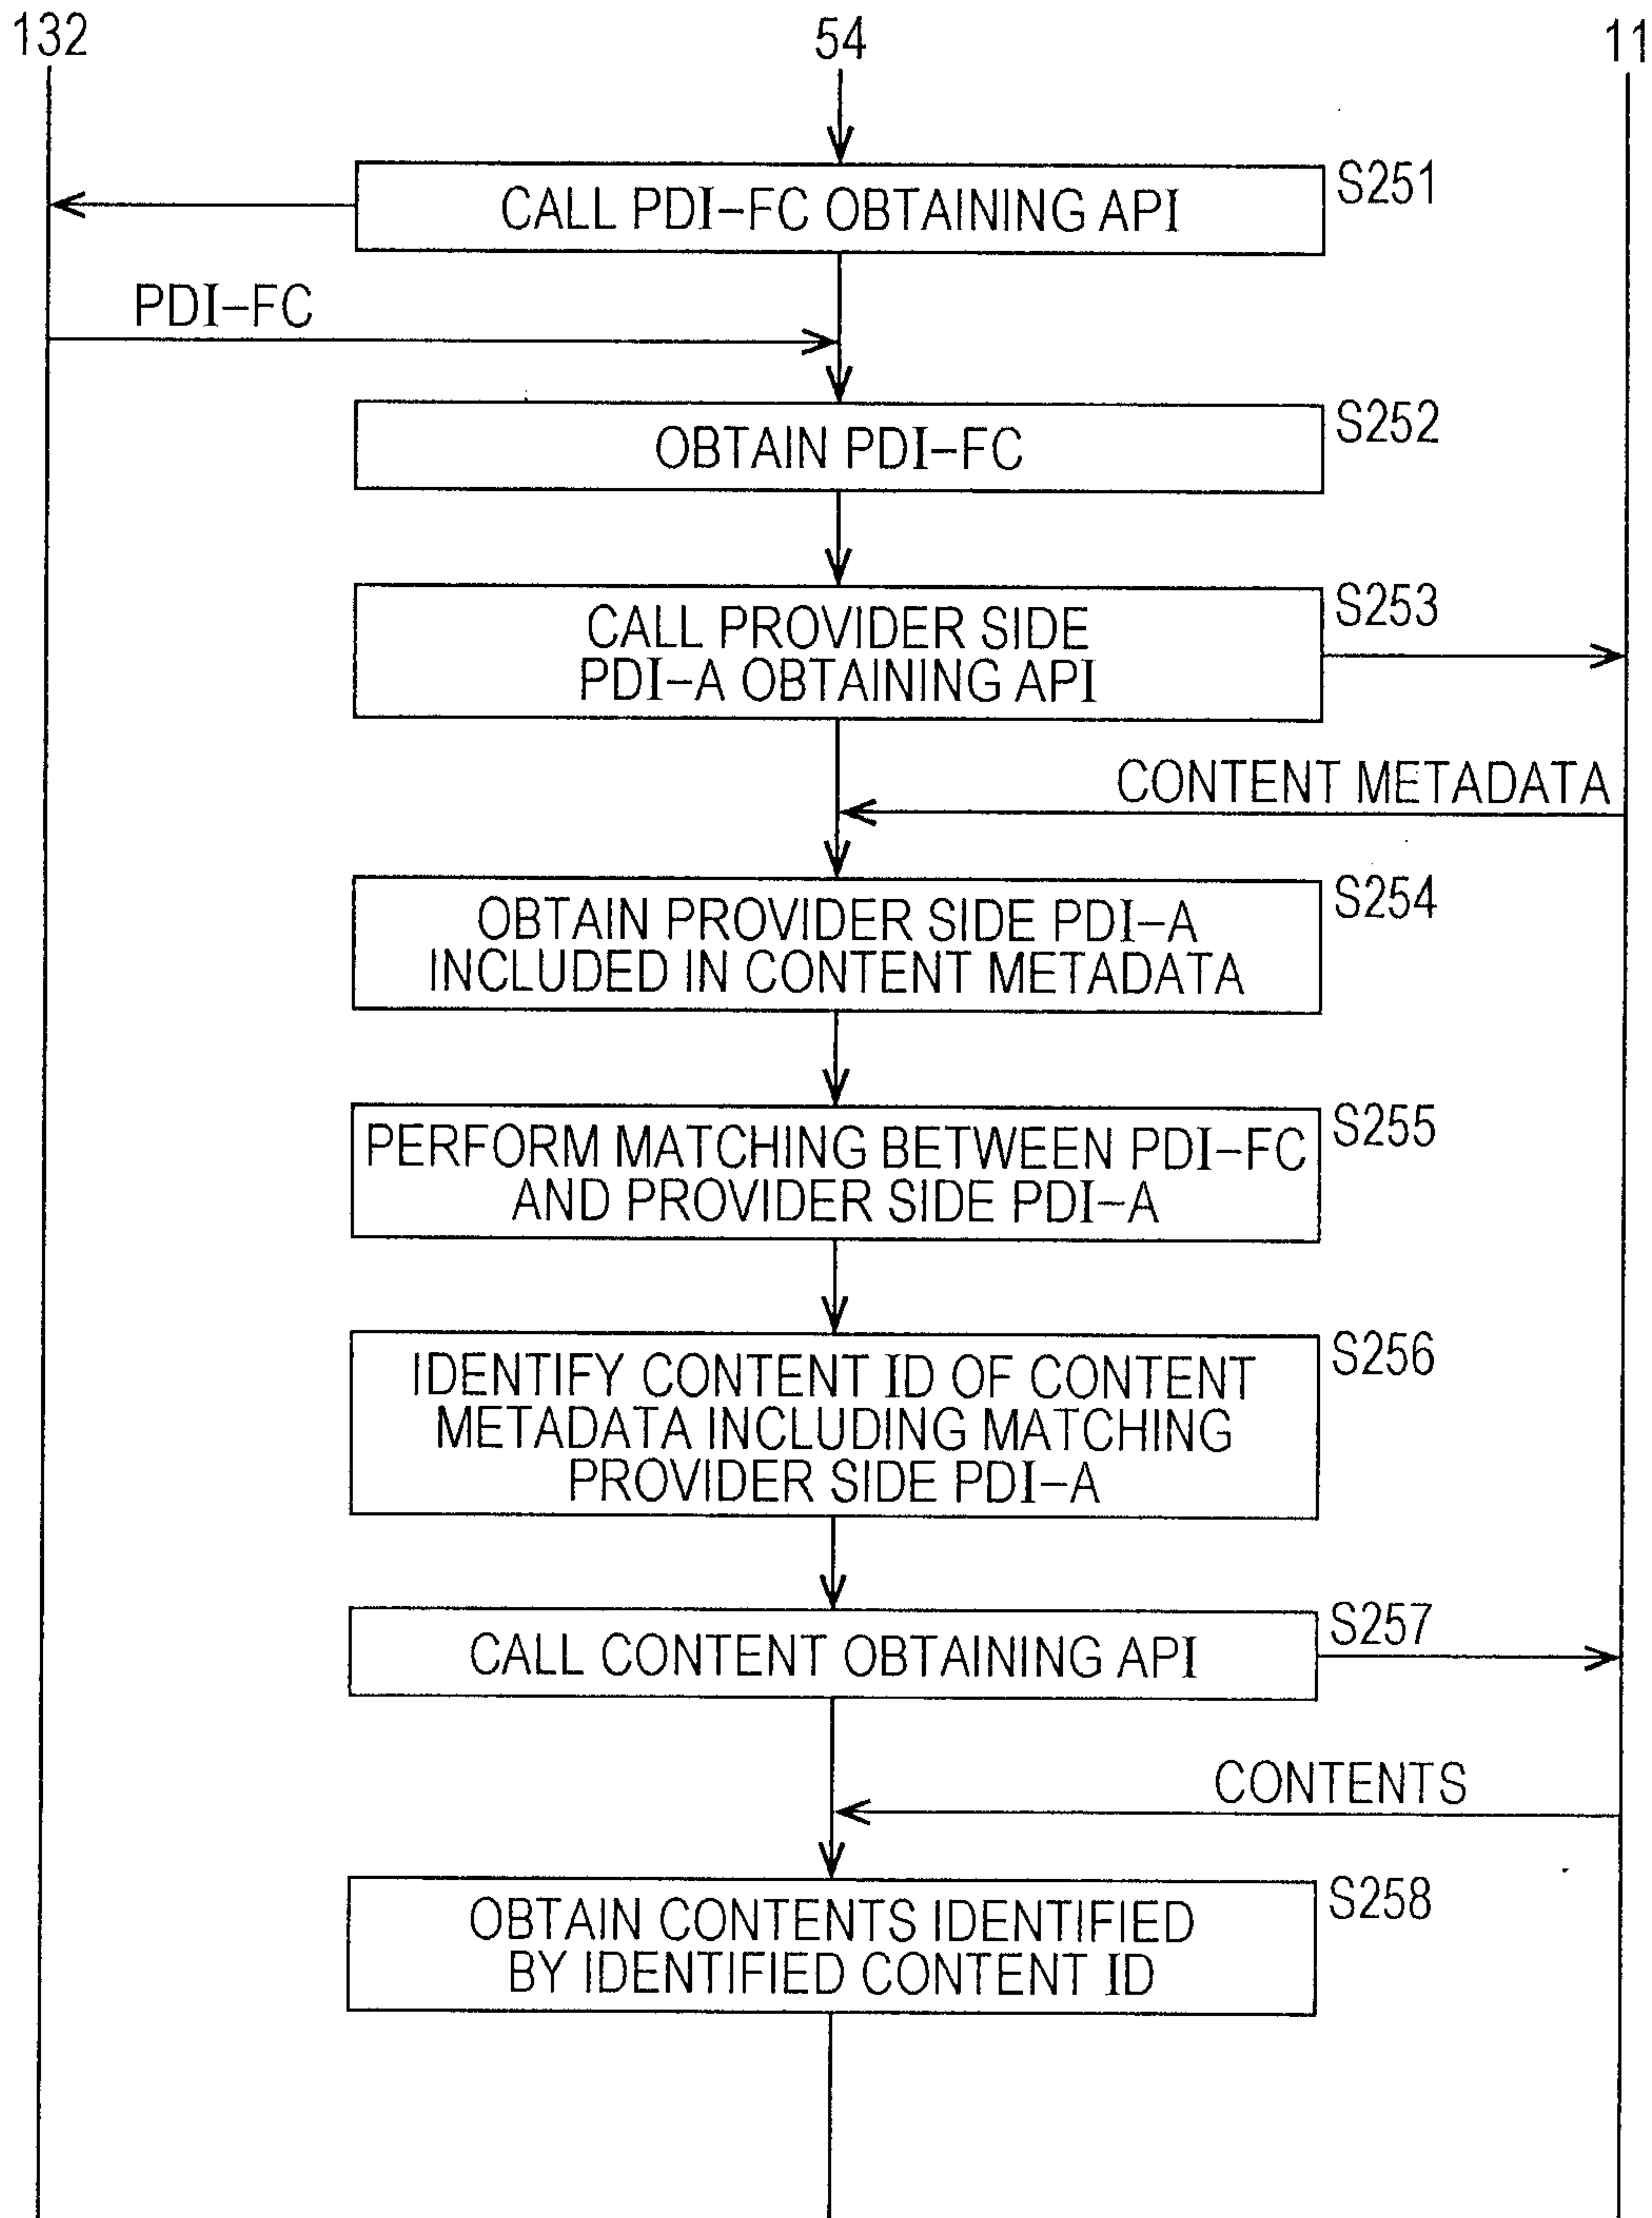 132
54
11
CALL PDI-FC OBTAINING API
S251
PDI-FC
OBTAIN PDI-FC
S252
CALL PROVIDER SIDE
PDI-A OBTAINING API
S253
CONTENT METADATA
OBTAIN PROVIDER SIDE PDI-A
INCLUDED IN CONTENT METADATA
S254
PERFORM MATCHING BETWEEN PDI-FC
AND PROVIDER SIDE PDI-A
S255
IDENTIFY CONTENT ID OF CONTENT
METADATA INCLUDING MATCHING
PROVIDER SIDE PDI-A
S256
CALL CONTENT OBTAINING API
S257
CONTENTS
OBTAIN CONTENTS IDENTIFIED
BY IDENTIFIED CONTENT ID
S258